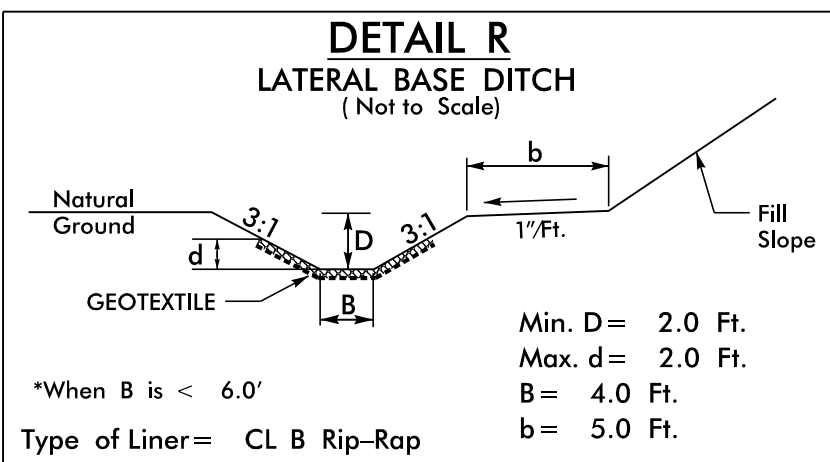 DETAIL R
LATERAL BASE DITCH
( Not to Scale)
b
Natural
Ground
3:1
D
3:1
1"/Ft.
Fill
Slope
d
GEOTEXTILE
B
Min. D= 2.0 Ft.
Max. d= 2.0 Ft.
*When B is < 6.0'
B= 4.0 Ft.
b= 5.0 Ft.
Type of Liner= CL B Rip-Rap